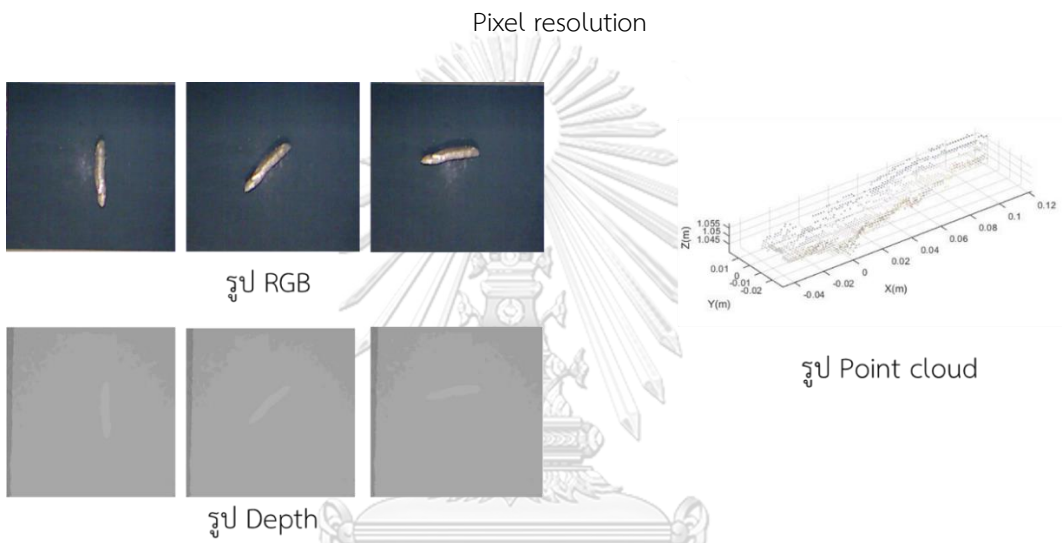 Pixel resolution
รูป RGB
รูป Depth
1.055
1.05
1.045
Z(m)
0.01
0
-0.01
-0.02
Y(m)
-0.04
-0.02
0
0.02
0.04
0.06
0.08
0.1
0.12
X(m)
รูป Point cloud